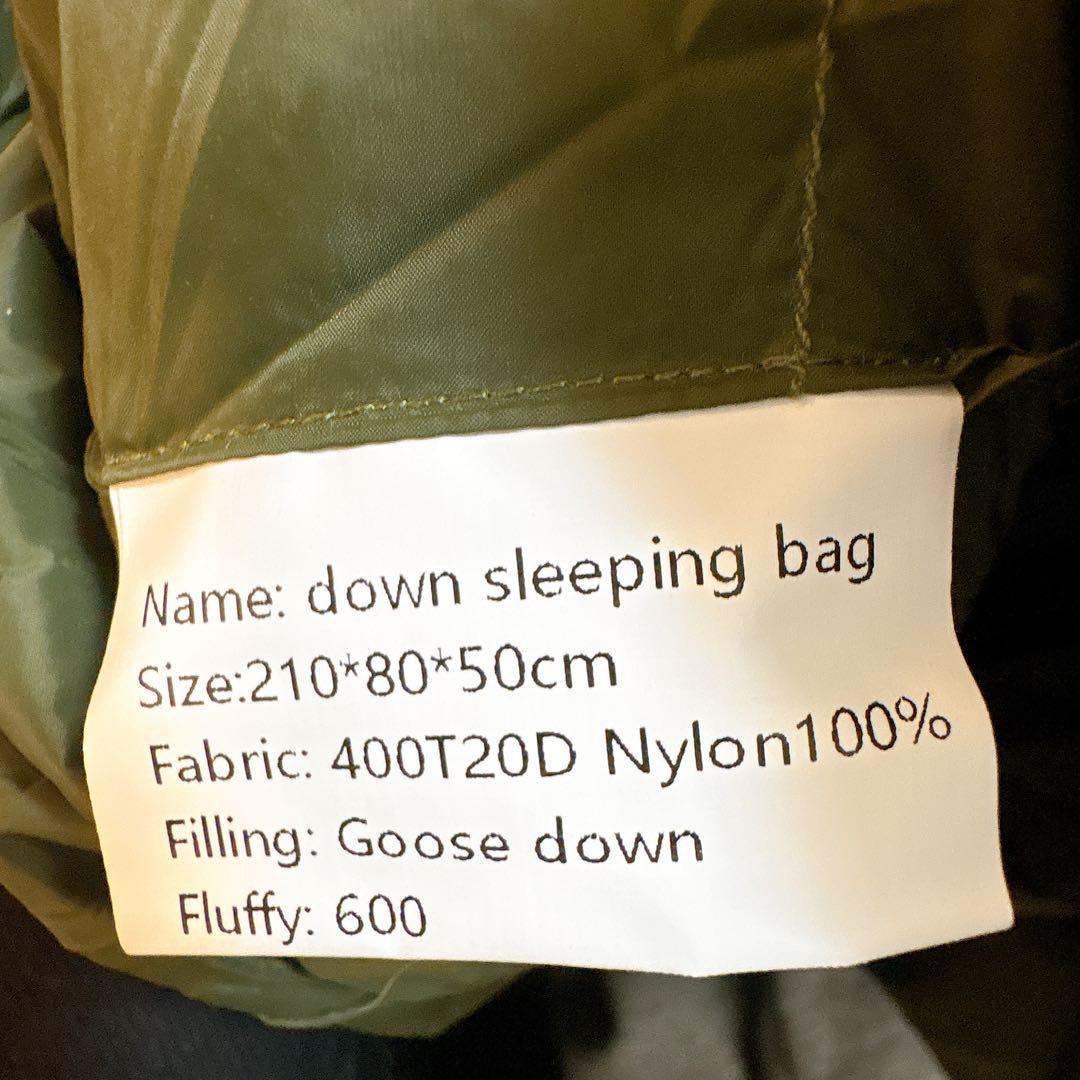 Name: down sleeping bag
Size:210*80*50cm
Fabric: 400T20D Nylon100%
Filling: Goose down
Fluffy: 600